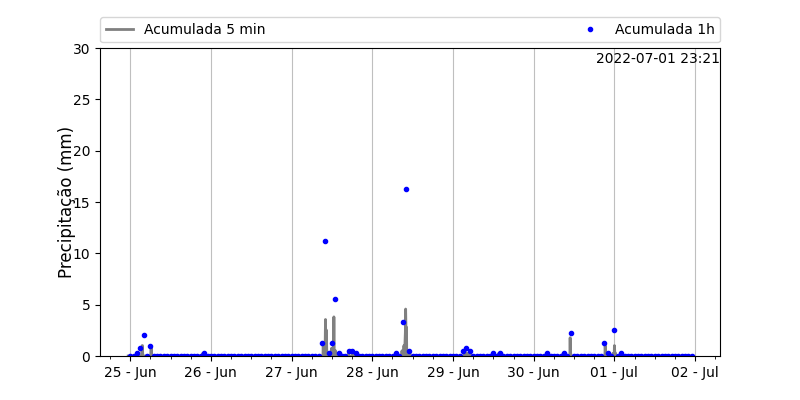 Acumulada 5 min Acumulada 1h
2022-07-01 23:21
Precipitação (mm)
30
25
20
15
10
5
0
25 - Jun 26 - Jun 27 - Jun 28 - Jun 29 - Jun 30 - Jun 01 - Jul 02 - Jul